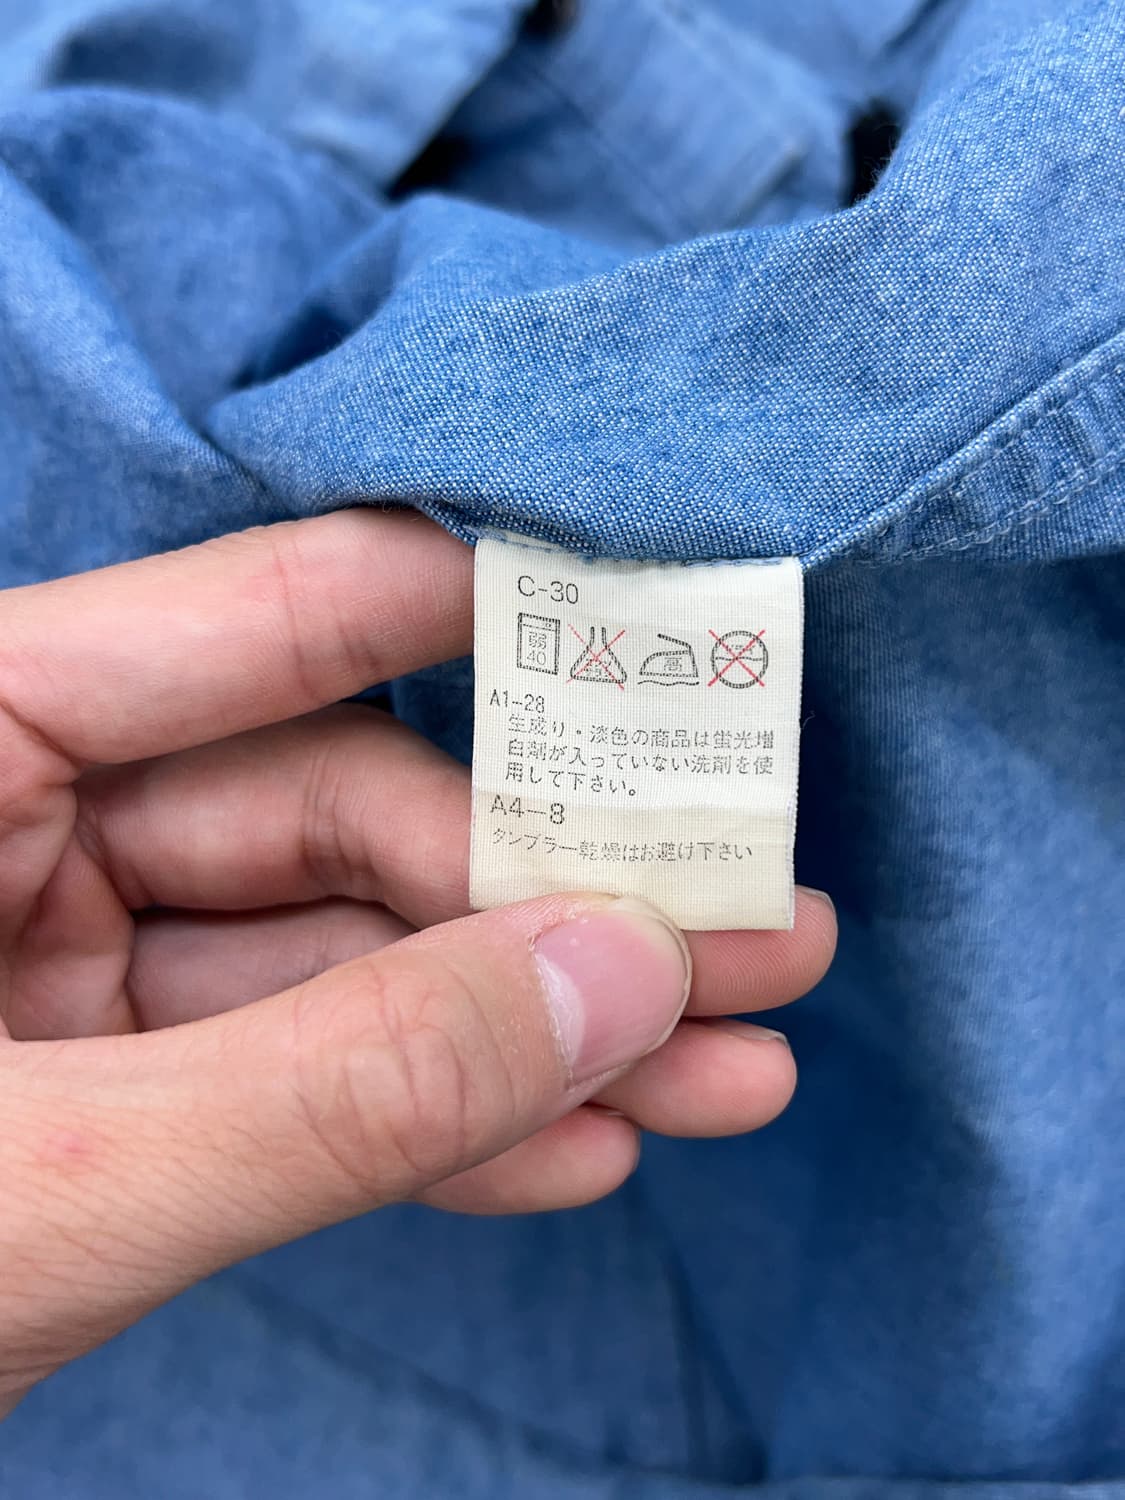 C-30
弱
40
高
A1-28
生成り・淡色の商品は蛍光増
白剤が入っていない洗剤を使
用して下さい。
A4-8
タンブラー乾燥はお避け下さい